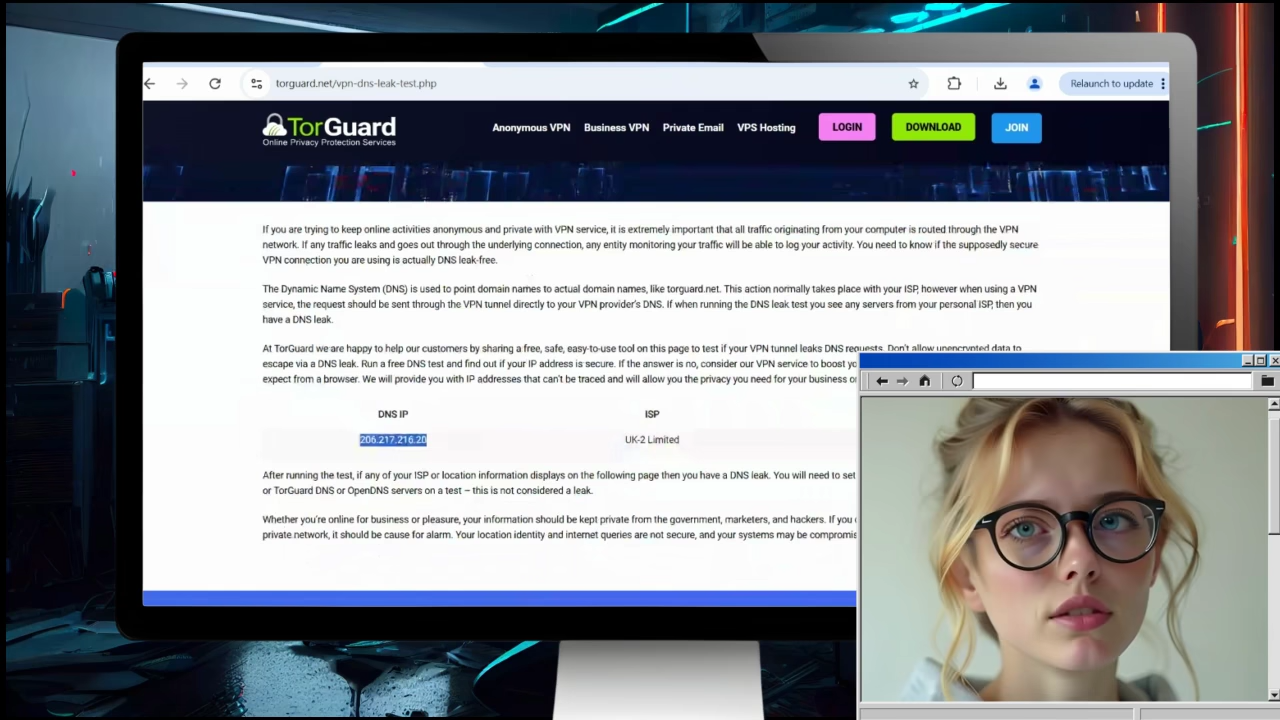 torguard.net/vpn-dns-leak-test.php
Relaunch to update
TorGuard
Online Privacy Protection Services
Anonymous VPN Business VPN Private Email VPS Hosting LOGIN DOWNLOAD JOIN
If you are trying to keep online activities anonymous and private with VPN service, it is extremely important that all traffic originating from your computer is routed through the VPN
network. If any traffic leaks and goes out through the underlying connection, any entity monitoring your traffic will be able to log your activity. You need to know if the supposedly secure
VPN connection you are using is actually DNS leak-free.
The Dynamic Name System (DNS) is used to point domain names to actual domain names, like torguard.net. This action normally takes place with your ISP, however when using a VPN
service, the request should be sent through the VPN tunnel directly to your VPN provider's DNS. If when running the DNS leak test you see any servers from your personal ISP, then you
have a DNS leak.
At TorGuard we are happy to help our customers by sharing a free, safe, easy-to-use tool on this page to test if your VPN tunnel leaks DNS requests. Don't allow unencrypted data to
escape via a DNS leak. Run a free DNS test and find out if your IP address is secure. If the answer is no, consider our VPN service to boost
expect from a browser. We will provide you with IP addresses that can't be traced and will allow you the privacy you need for your business
DNS IP ISP
206.217.216.20 UK-2 Limited
After running the test, if any of your ISP or location information displays on the following page then you have a DNS leak. You will need to set
or TorGuard DNS or OpenDNS servers on a test – this is not considered a leak.
Whether you're online for business or pleasure, your information should be kept private from the government, marketers, and hackers. If you
private network, it should be cause for alarm. Your location identity and internet queries are not secure, and your systems may be